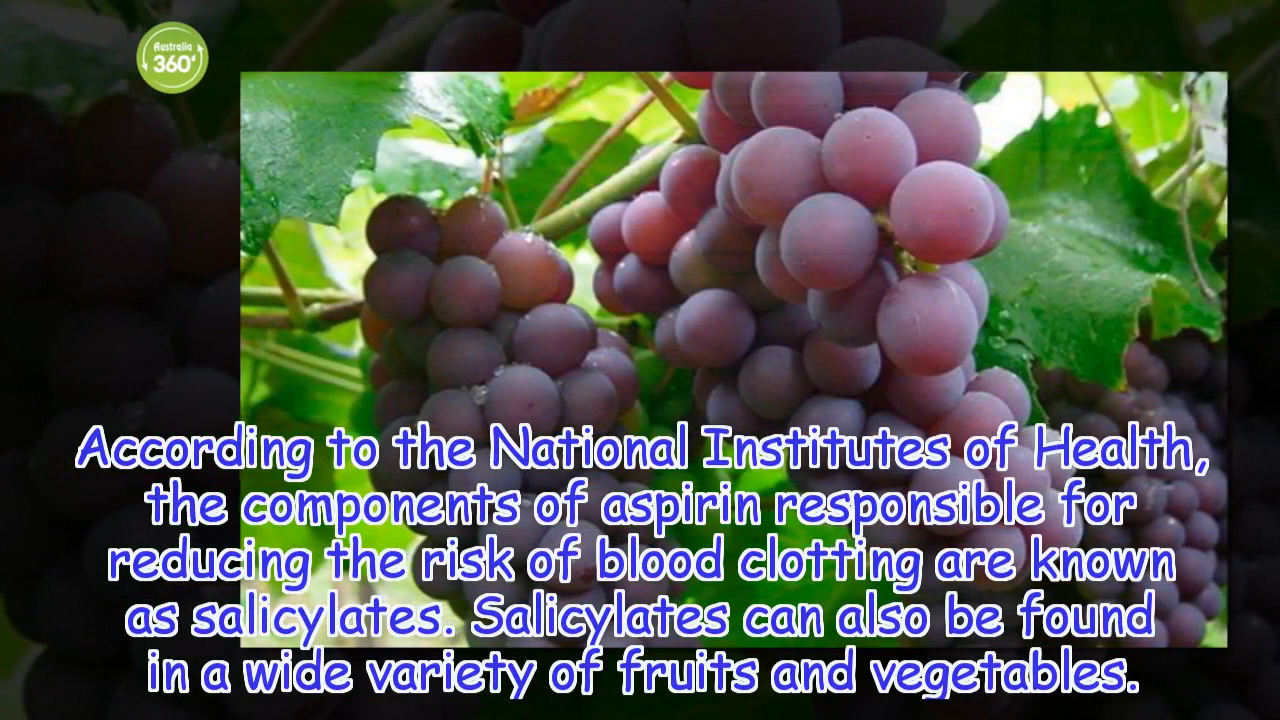 Australia
360°
According to the National Institutes of Health,
the components of aspirin responsible for
reducing the risk of blood clotting are known
as salicylates. Salicylates can also be found
in a wide variety of fruits and vegetables.